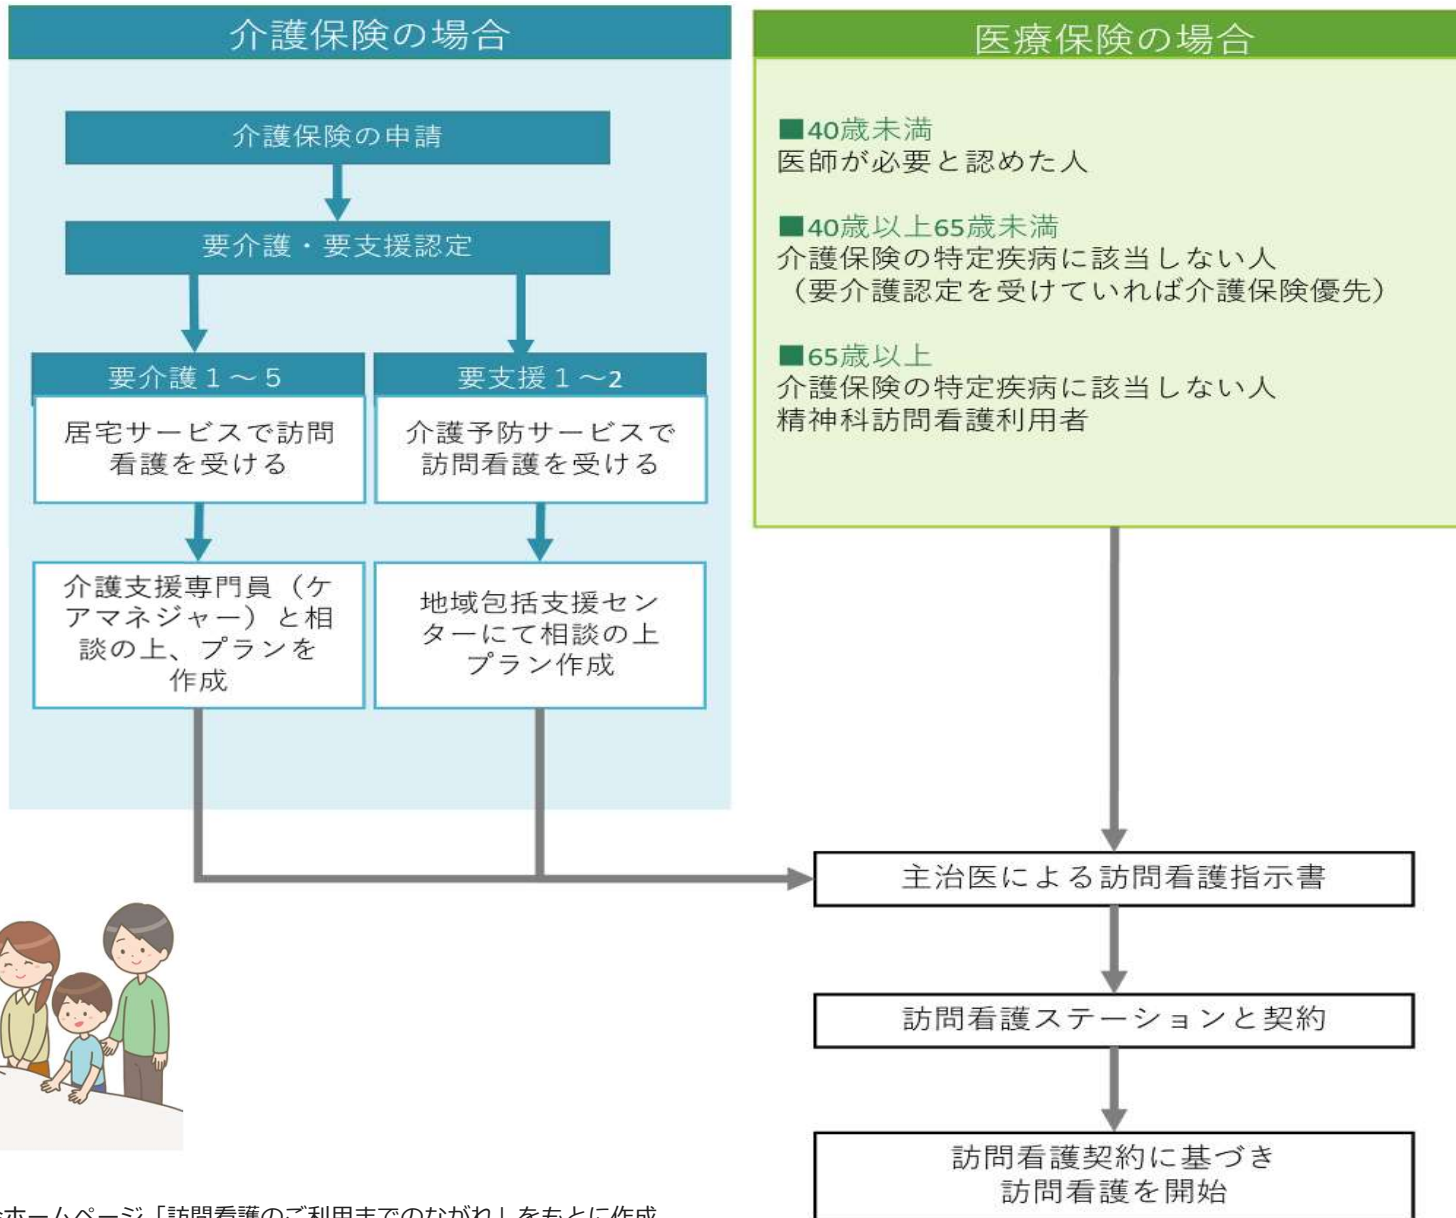 介護保険の場合
介護保険の申請
要介護・要支援認定
要介護１～５
居宅サービスで訪問
看護を受ける
介護支援専門員（ケ
アマネジャー）と相
談の上、プランを
作成
要支援１～2
介護予防サービスで
訪問看護を受ける
地域包括支援セン
ターにて相談の上
プラン作成
医療保険の場合
■40歳未満
医師が必要と認めた人
■40歳以上65歳未満
介護保険の特定疾病に該当しない人
（要介護認定を受けていれば介護保険優先）
■65歳以上
介護保険の特定疾病に該当しない人
精神科訪問看護利用者
主治医による訪問看護指示書
訪問看護ステーションと契約
訪問看護契約に基づき
訪問看護を開始
ホームページ「訪問看護のご利用までのながれ」をもとに作成